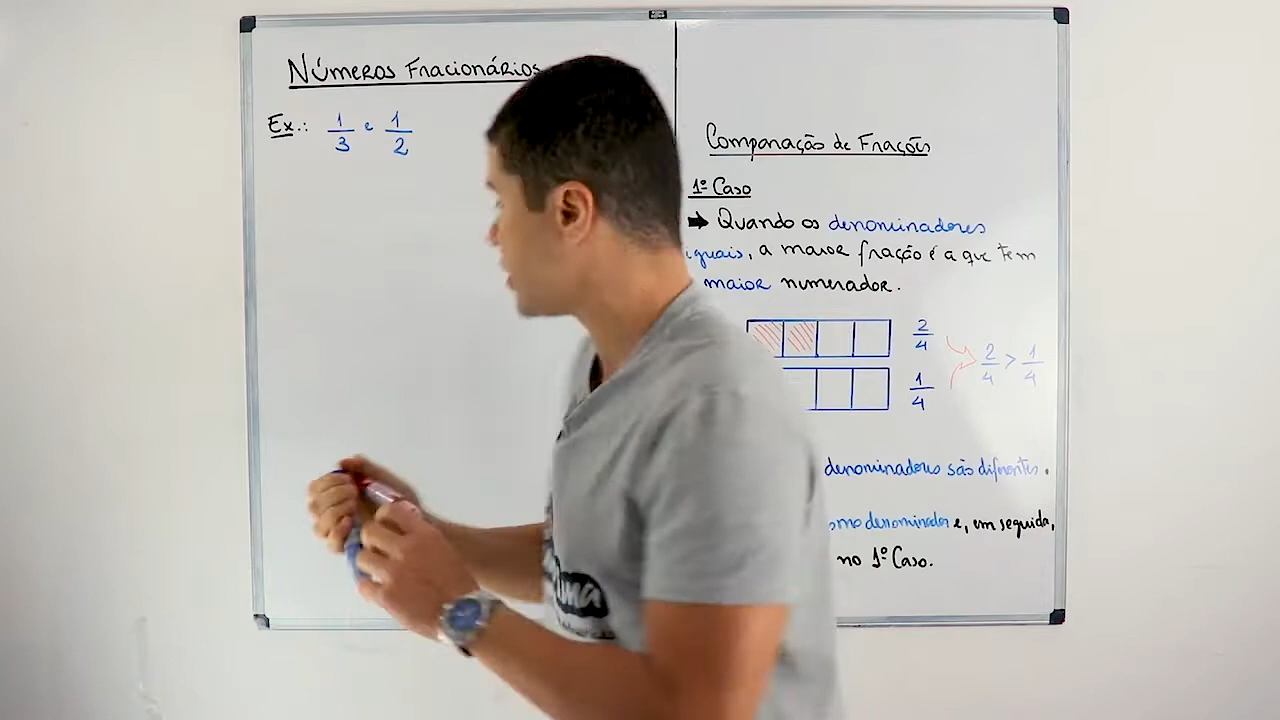 Números Fracionários
Ex.: 1/3 e 1/2
Comparação de Frações
1º Caso
➡ Quando os denominadores
iguais, a maior fração é a que tem
maior numerador.
2/4
2/4 > 1/4
1/4
denominadores são diferentes.
denominador e, em seguida,
no 1º Caso.